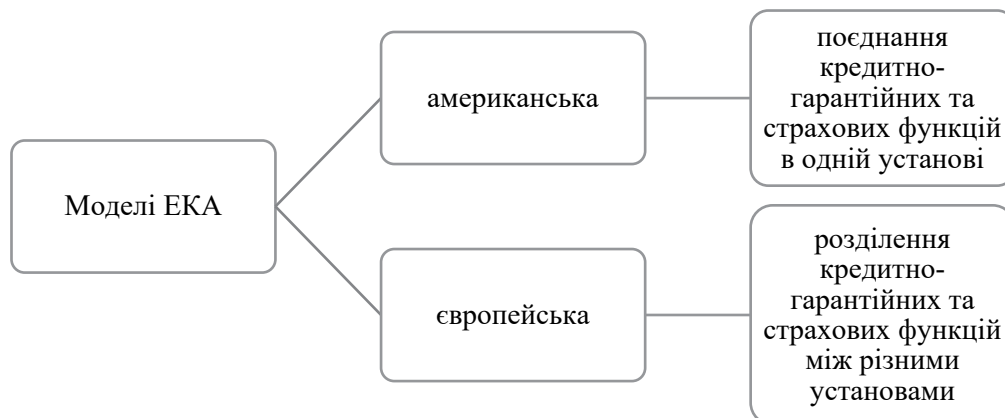 Моделі ЕКА
американська
поєднання
кредитно-
гарантійних та
страхових функцій
в одній установі
європейська
розділення
кредитно-
гарантійних та
страхових функцій
між різними
установами